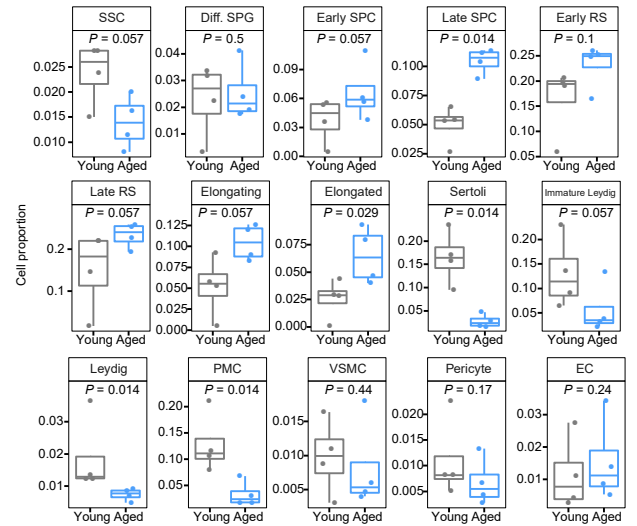 SSC Diff. SPG Early SPC Late SPC Early RS
P = 0.057 P = 0.5 P = 0.057 P = 0.014 P = 0.1
0.025 0.020 0.015 0.010
0.04 0.03 0.02 0.01
0.09 0.06 0.03 0.00
0.100 0.075 0.050 0.025
0.25 0.20 0.15 0.10 0.05
Young Aged Young Aged Young Aged Young Aged Young Aged
Cell proportion
Late RS Elongating Elongated Sertoli Immature Leydig
P = 0.057 P = 0.057 P = 0.029 P = 0.014 P = 0.057
0.2 0.1
0.125 0.100 0.075 0.050 0.025 0.000
0.075 0.050 0.025 0.000
0.20 0.15 0.10 0.05
0.20 0.15 0.10 0.05
Young Aged Young Aged Young Aged Young Aged Young Aged
Leydig PMC VSMC Pericyte EC
P = 0.014 P = 0.014 P = 0.44 P = 0.17 P = 0.24
0.03 0.02 0.01
0.20 0.15 0.10 0.05
0.015 0.010 0.005
0.020 0.015 0.010 0.005
0.03 0.02 0.01
Young Aged Young Aged Young Aged Young Aged Young Aged